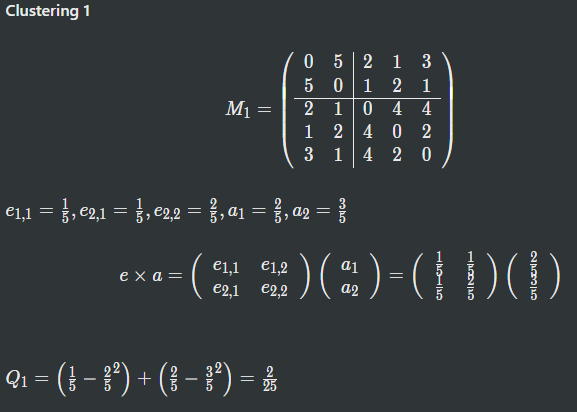 Clustering 1
0 5 2 1 3
5 0 1 2 1
M₁ = 2 1 0 4 4
1 2 4 0 2
3 1 4 2 0
e₁,₁ = 1/5, e₂,₁ = 1/5, e₂,₂ = 2/5, a₁ = 2/5, a₂ = 3/5
e × a = ( e₁,₁ e₁,₂ e₂,₁ e₂,₂ ) ( a₁ a₂ ) = ( 1/5 1/5 1/5 2/5 ) ( 2/5 3/5 )
Q₁ = (1/5 − 2/5²) + (2/5 − 3/5²) = 2/25